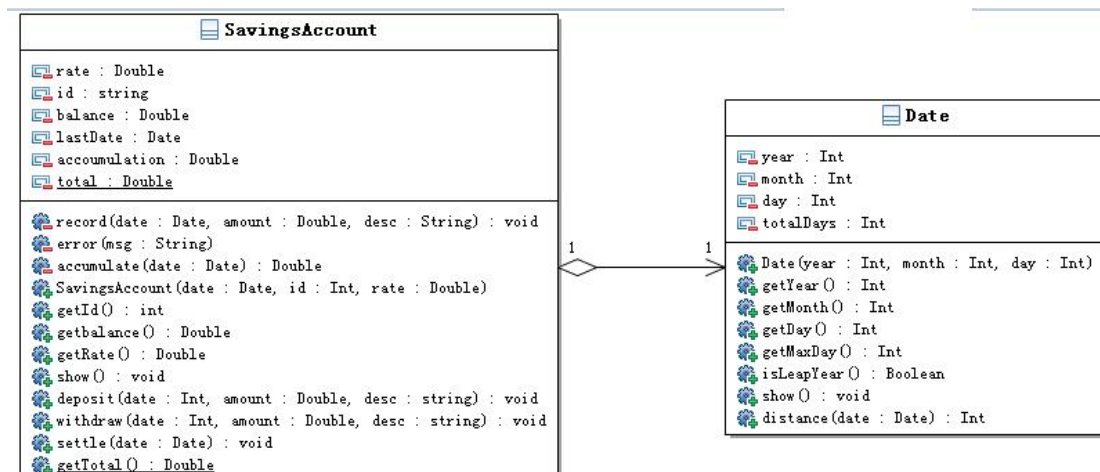 SavingsAccount
rate : Double
id : string
balance : Double
lastDate : Date
accoumulation : Double
total : Double
record(date : Date, amount : Double, desc : String) : void
error(msg : String)
accumulate(date : Date) : Double
SavingsAccount(date : Date, id : Int, rate : Double)
getId() : int
getbalance() : Double
getRate() : Double
show() : void
deposit(date : Int, amount : Double, desc : string) : void
withdraw(date : Int, amount : Double, desc : string) : void
settle(date : Date) : void
getTotal() : Double
1
1
Date
year : Int
month : Int
day : Int
totalDays : Int
Date(year : Int, month : Int, day : Int)
getYear() : Int
getMonth() : Int
getDay() : Int
getMaxDay() : Int
isLeapYear() : Boolean
show() : void
distance(date : Date) : Int